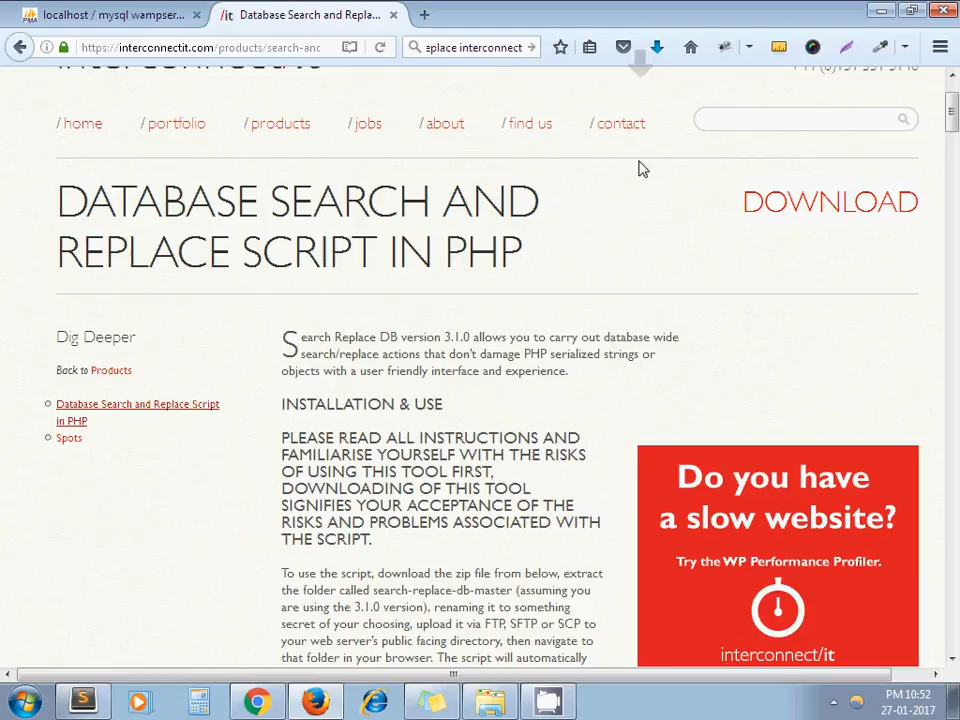 localhost / mysql wampser...
/it Database Search and Repla...
https://interconnectit.com/products/search-anc
eplace interconnect
/ home / portfolio / products / jobs / about / find us / contact
DATABASE SEARCH AND
REPLACE SCRIPT IN PHP
DOWNLOAD
Dig Deeper
Back to Products
Database Search and Replace Script
in PHP
Spots
Search Replace DB version 3.1.0 allows you to carry out database wide
search/replace actions that don't damage PHP serialized strings or
objects with a user friendly interface and experience.
INSTALLATION & USE
PLEASE READ ALL INSTRUCTIONS AND
FAMILIARISE YOURSELF WITH THE RISKS
OF USING THIS TOOL FIRST,
DOWNLOADING OF THIS TOOL
SIGNIFIES YOUR ACCEPTANCE OF THE
RISKS AND PROBLEMS ASSOCIATED WITH
THE SCRIPT.
To use the script, download the zip file from below, extract
the folder called search-replace-db-master (assuming you
are using the 3.1.0 version), renaming it to something
secret of your choosing, upload it via FTP, SFTP or SCP to
your web server's public facing directory, then navigate to
that folder in your browser. The script will automatically
Do you have
a slow website?
Try the WP Performance Profiler.
interconnect/it
PM 10:52
27-01-2017